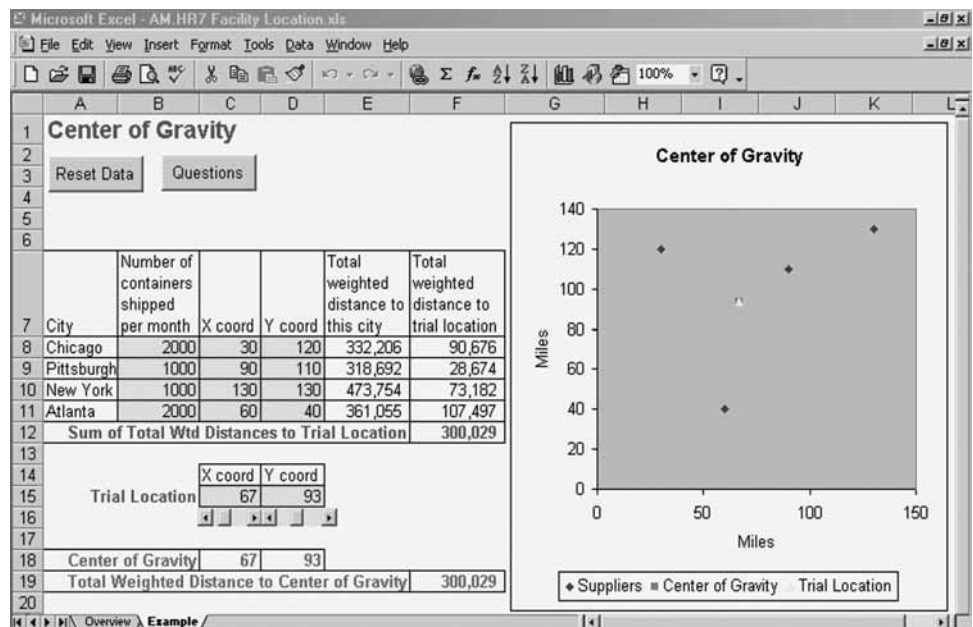 Microsoft Excel - AM.HR7 Facility Location.xls
File Edit View Insert Format Tools Data Window Help
100%
A B C D E F G H I J K L
1 Center of Gravity
2
3 Reset Data Questions
4
5
6
7 City Number of containers shipped per month X coord Y coord Total weighted distance to this city Total weighted distance to trial location
8 Chicago 2000 30 120 332,206 90,676
9 Pittsburgh 1000 90 110 318,692 28,674
10 New York 1000 130 130 473,754 73,182
11 Atlanta 2000 60 40 361,055 107,497
12 Sum of Total Wtd Distances to Trial Location 300,029
13
14 X coord Y coord
15 Trial Location 67 93
16
17
18 Center of Gravity 67 93
19 Total Weighted Distance to Center of Gravity 300,029
20
Overview Example
Center of Gravity
140
120
100
80
60
40
20
0
Miles
0 50 100 150
Miles
Suppliers Center of Gravity Trial Location